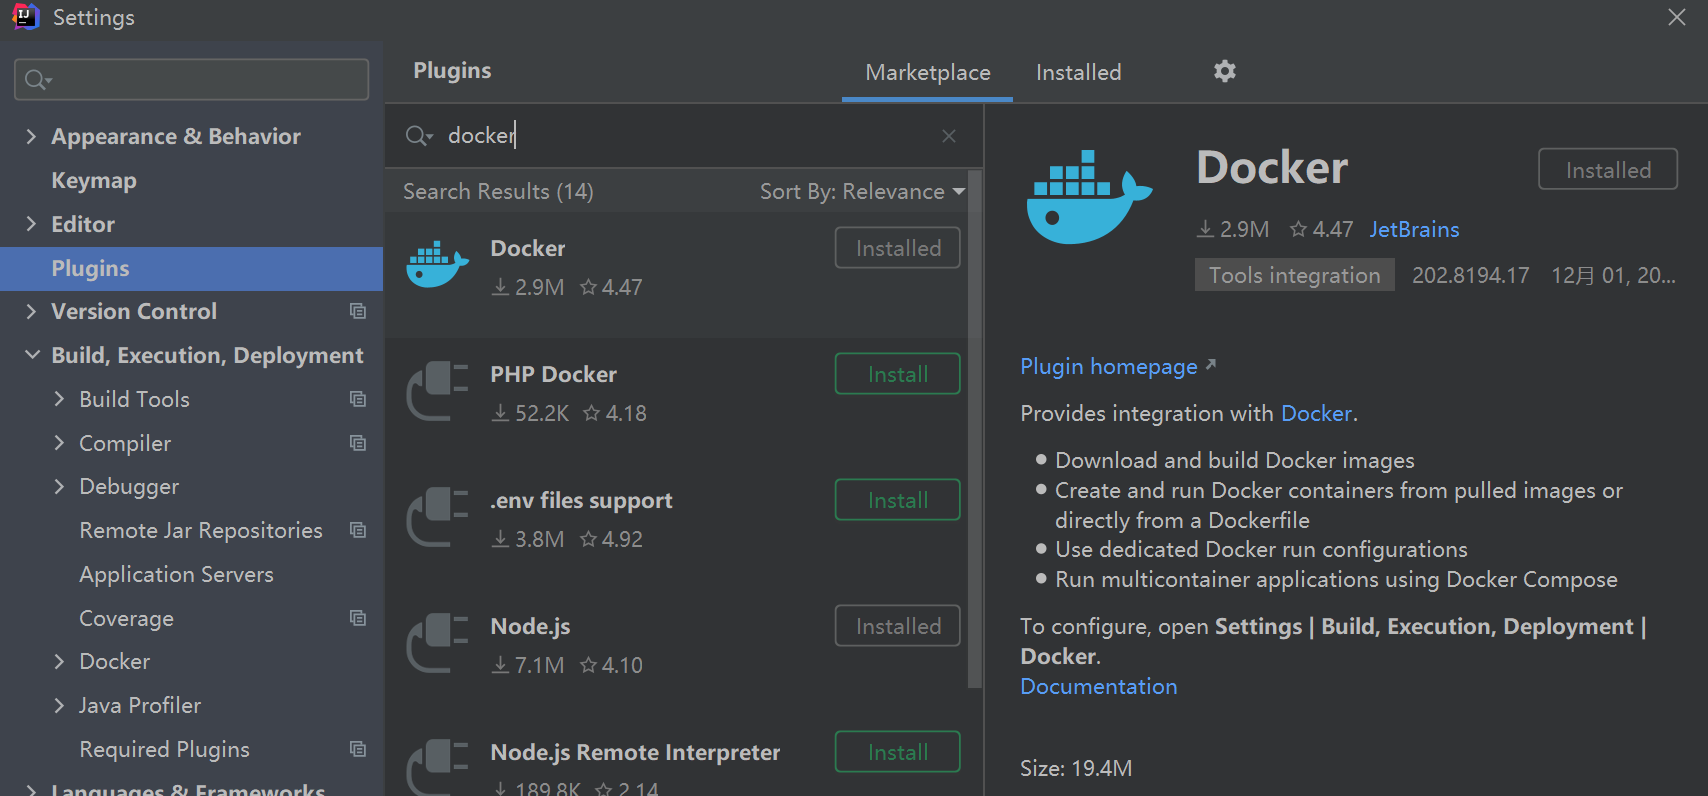 Settings
Appearance & Behavior
Keymap
Editor
Plugins
Version Control
Build, Execution, Deployment
Build Tools
Compiler
Debugger
Remote Jar Repositories
Application Servers
Coverage
Docker
Java Profiler
Required Plugins
Languages & Frameworks
Plugins
Marketplace
Installed
docker
Search Results (14)
Sort By: Relevance
Docker
Installed
2.9M 4.47
PHP Docker
Install
52.2K 4.18
.env files support
Install
3.8M 4.92
Node.js
Installed
7.1M 4.10
Node.js Remote Interpreter
Install
189.8K 2.14
Docker
Installed
2.9M 4.47 JetBrains
Tools integration 202.8194.17 12月 01, 20...
Plugin homepage
Provides integration with Docker.
Download and build Docker images
Create and run Docker containers from pulled images or
directly from a Dockerfile
Use dedicated Docker run configurations
Run multicontainer applications using Docker Compose
To configure, open Settings | Build, Execution, Deployment |
Docker.
Documentation
Size: 19.4M